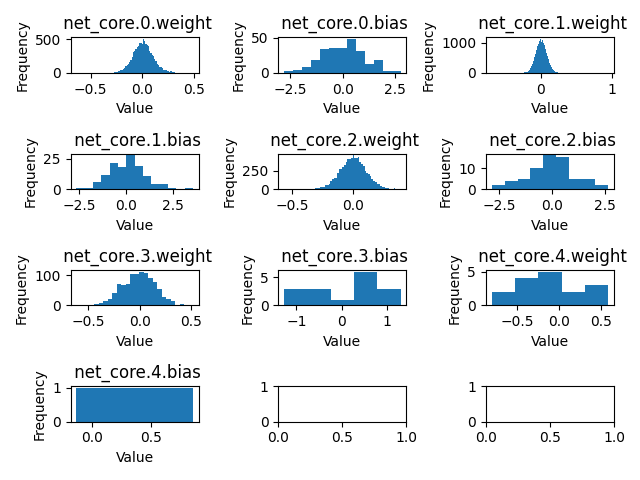 net_core.0.weight
net_core.0.bias
net_core.1.weight
Frequency
500
0
−0.5
0.0
0.5
Value
Frequency
50
0
−2.5
0.0
2.5
Value
Frequency
1000
0
0
1
Value
net_core.1.bias
net_core.2.weight
net_core.2.bias
Frequency
25
0
−2.5
0.0
2.5
Value
Frequency
250
0
−0.5
0.0
Value
Frequency
10
0
−2.5
0.0
2.5
Value
net_core.3.weight
net_core.3.bias
net_core.4.weight
Frequency
100
0
−0.5
0.0
0.5
Value
Frequency
5
0
−1
0
1
Value
Frequency
5
0
−0.5
0.0
0.5
Value
net_core.4.bias
Frequency
1
0
0.0
0.5
Value
1
0
0.0
0.5
1.0
1
0
0.0
0.5
1.0